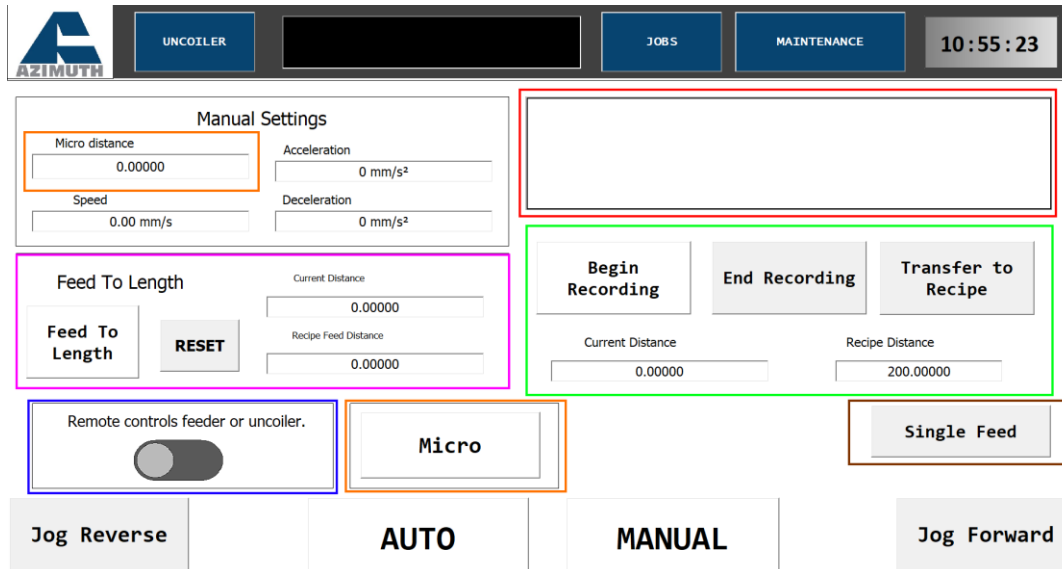 AZIMUTH
UNCOILER
JOBS
MAINTENANCE
10:55:23
Manual Settings
Micro distance
0.00000
Acceleration
0 mm/s²
Speed
0.00 mm/s
Deceleration
0 mm/s²
Feed To Length
Feed To
Length
RESET
Current Distance
0.00000
Recipe Feed Distance
0.00000
Begin
Recording
End Recording
Transfer to
Recipe
Current Distance
0.00000
Recipe Distance
200.00000
Remote controls feeder or uncoiler.
Micro
Single Feed
Jog Reverse
AUTO
MANUAL
Jog Forward